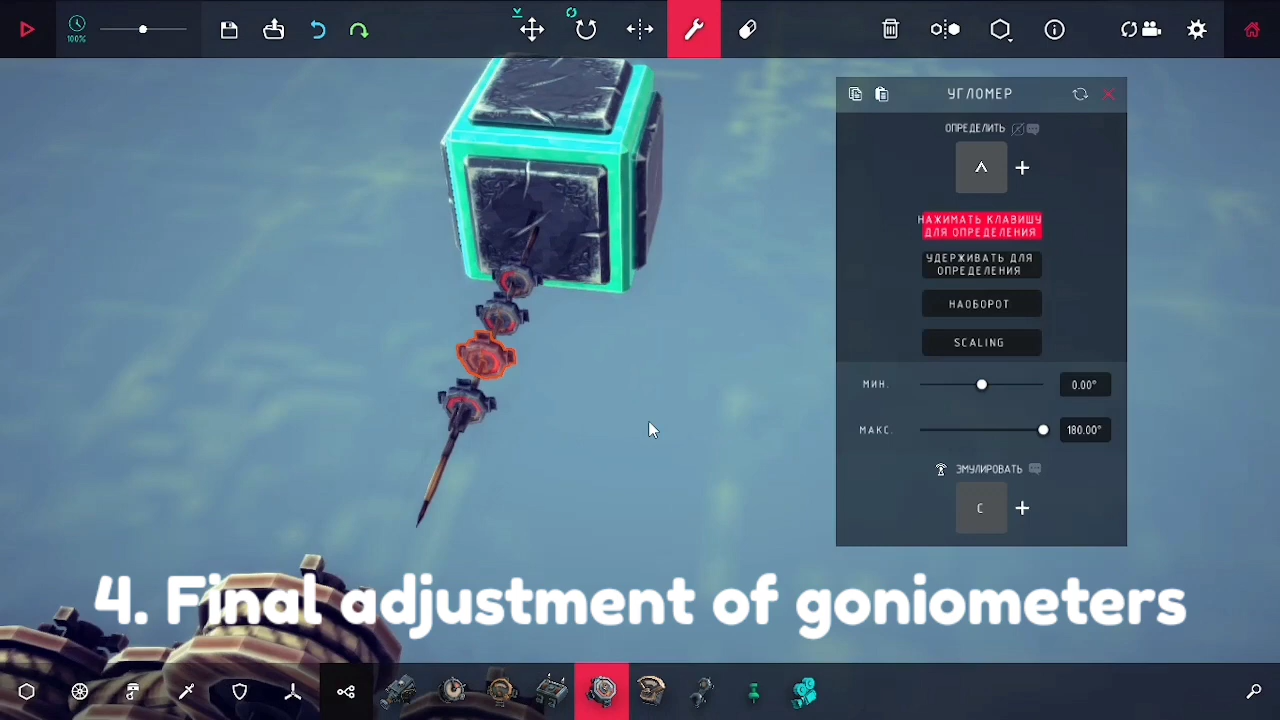 100%
УГЛОМЕР
ОПРЕДЕЛИТЬ
^
НАЖИМАТЬ КЛАВИШУ
ДЛЯ ОПРЕДЕЛЕНИЯ
УДЕРЖИВАТЬ ДЛЯ
ОПРЕДЕЛЕНИЯ
НАОБОРОТ
SCALING
МИН. 0.00°
МАКС. 180.00°
ЭМУЛИРОВАТЬ
C
4. Final adjustment of goniometers